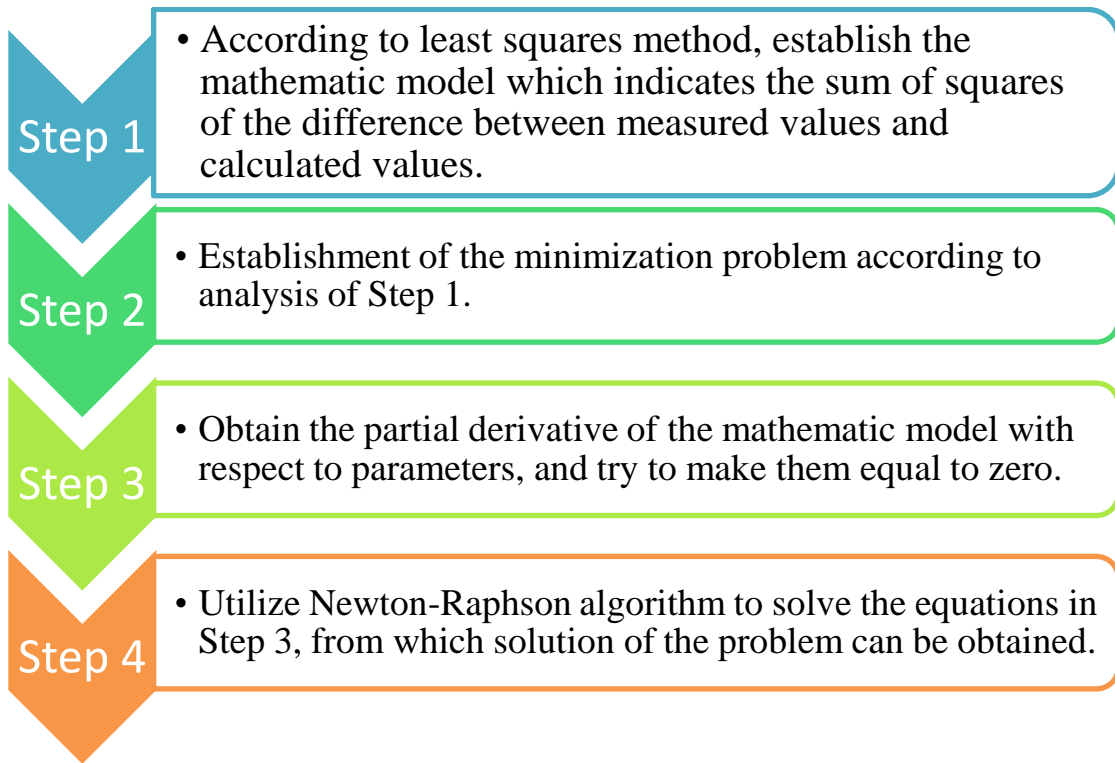 Step 1
• According to least squares method, establish the
mathematic model which indicates the sum of squares
of the difference between measured values and
calculated values.
Step 2
• Establishment of the minimization problem according to
analysis of Step 1.
Step 3
• Obtain the partial derivative of the mathematic model with
respect to parameters, and try to make them equal to zero.
Step 4
• Utilize Newton-Raphson algorithm to solve the equations in
Step 3, from which solution of the problem can be obtained.